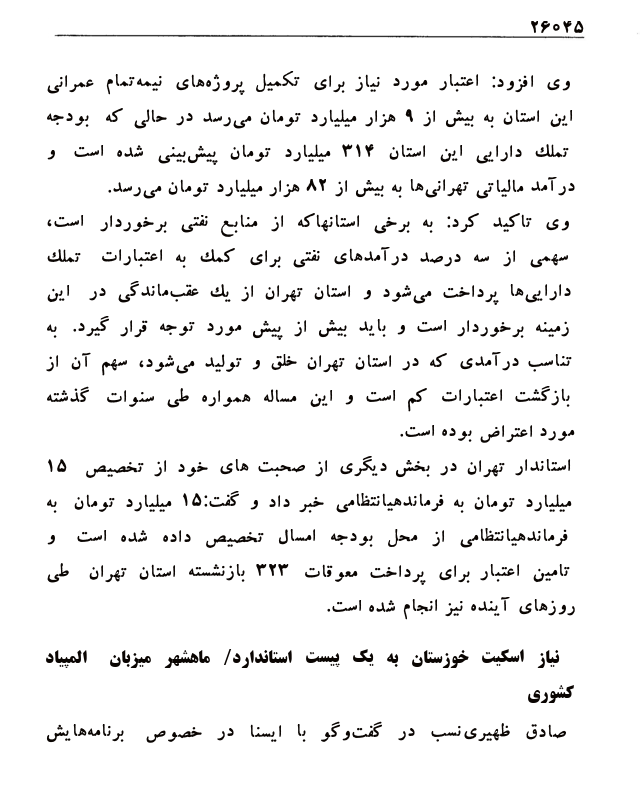 ۲۶۰۴۵
وی افزود: اعتبار مورد نیاز برای تکمیل پروژه‌های نیمه‌تمام عمرانی
این استان به بیش از ۹ هزار میلیارد تومان می‌رسد در حالی که بودجه
تملك دارایی این استان ۳۱۴ میلیارد تومان پیش‌بینی شده است و
درآمد مالیاتی تهرانی‌ها به بیش از ۸۲ هزار میلیارد تومان می‌رسد.
وی تاکید کرد: به برخی استانهاکه از منابع نفتی برخوردار است،
سهمی از سه درصد درآمدهای نفتی برای کمك به اعتبارات تملك
دارایی‌ها پرداخت می‌شود و استان تهران از یك عقب‌ماندگی در این
زمینه برخوردار است و باید بیش از پیش مورد توجه قرار گیرد. به
تناسب درآمدی که در استان تهران خلق و تولید می‌شود، سهم آن از
بازگشت اعتبارات کم است و این مساله همواره طی سنوات گذشته
مورد اعتراض بوده است.
استاندار تهران در بخش دیگری از صحبت های خود از تخصیص ۱۵
میلیارد تومان به فرماندهیانتظامی خبر داد و گفت:۱۵ میلیارد تومان به
فرماندهیانتظامی از محل بودجه امسال تخصیص داده شده است و
تامین اعتبار برای پرداخت معوقات ۳۲۳ بازنشسته استان تهران طی
روزهای آینده نیز انجام شده است.
نیاز اسکیت خوزستان به یک پیست استاندارد/ ماهشهر میزبان المپیاد
کشوری
صادق ظهیری‌نسب در گفت‌وگو با ایسنا در خصوص برنامه‌هایش